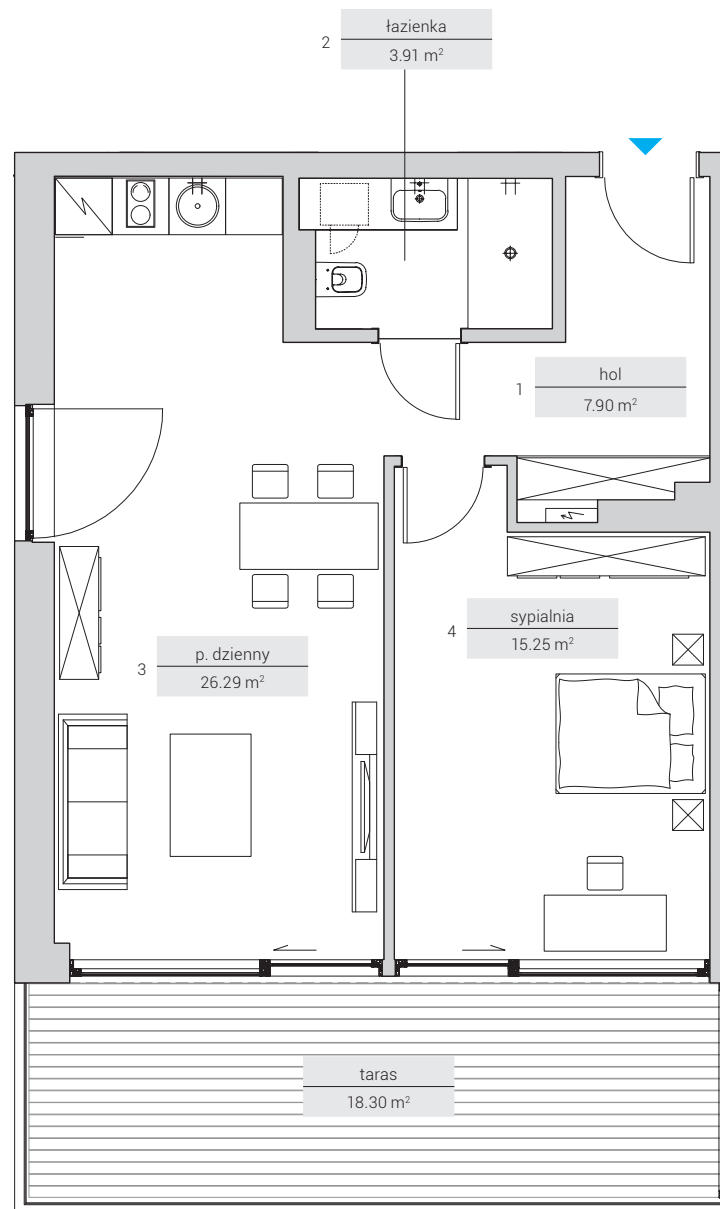 2
łazienka
3.91 m²
1
hol
7.90 m²
4
sypialnia
15.25 m²
3
p. dzienny
26.29 m²
taras
18.30 m²